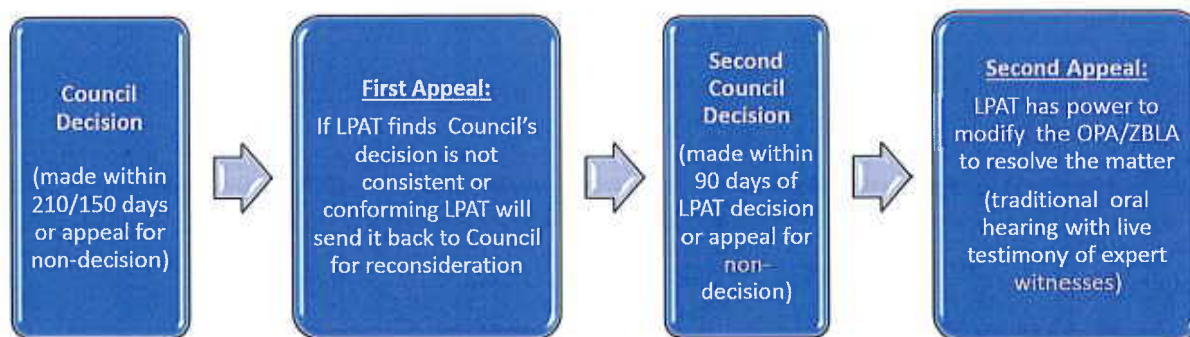 Council
Decision
(made within
210/150 days
or appeal for
non-decision)
First Appeal:
If LPAT finds Council's
decision is not
consistent or
conforming LPAT will
send it back to Council
for reconsideration
Second
Council
Decision
(made within
90 days of
LPAT decision
or appeal for
non-
decision)
Second Appeal:
LPAT has power to
modify the OPA/ZBLA
to resolve the matter
(traditional oral
hearing with live
testimony of expert
witnesses)